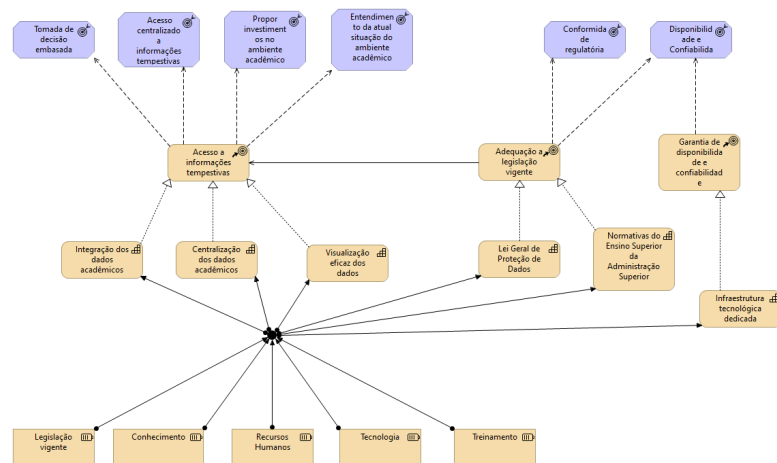 Tomada de
decisão
embasada
Acesso
centralizado
a
informações
tempestivas
Propor
investiment
os no
ambiente
acadêmico
Entendimen
to da atual
situação do
ambiente
acadêmico
Conformida
de
regulatória
Disponibilid
ade e
Confiabilida
Acesso a
informações
tempestivas
Adequação a
legislação
vigente
Garantia de
disponibilida
de e
confiabilidad
e
Integração dos
dados
acadêmicos
Centralização
dos dados
acadêmicos
Visualização
eficaz dos
dados
Lei Geral de
Proteção de
Dados
Normativas do
Ensino Superior
da
Administração
Superior
Infraestrutura
tecnológica
dedicada
Legislação
vigente
Conhecimento
Recursos
Humanos
Tecnologia
Treinamento